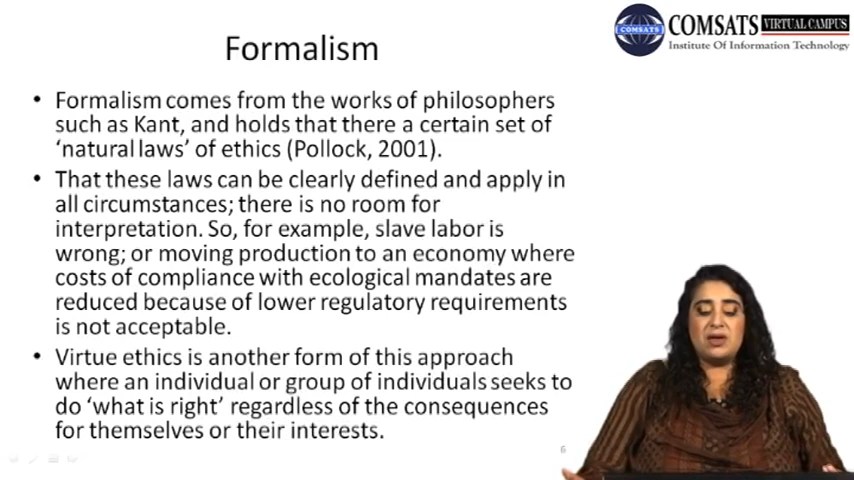 Formalism
COMSATS VIRTUAL CAMPUS
Institute Of Information Technology
COMSATS
• Formalism comes from the works of philosophers
such as Kant, and holds that there a certain set of
‘natural laws’ of ethics (Pollock, 2001).
• That these laws can be clearly defined and apply in
all circumstances; there is no room for
interpretation. So, for example, slave labor is
wrong; or moving production to an economy where
costs of compliance with ecological mandates are
reduced because of lower regulatory requirements
is not acceptable.
• Virtue ethics is another form of this approach
where an individual or group of individuals seeks to
do ‘what is right’ regardless of the consequences
for themselves or their interests.
6